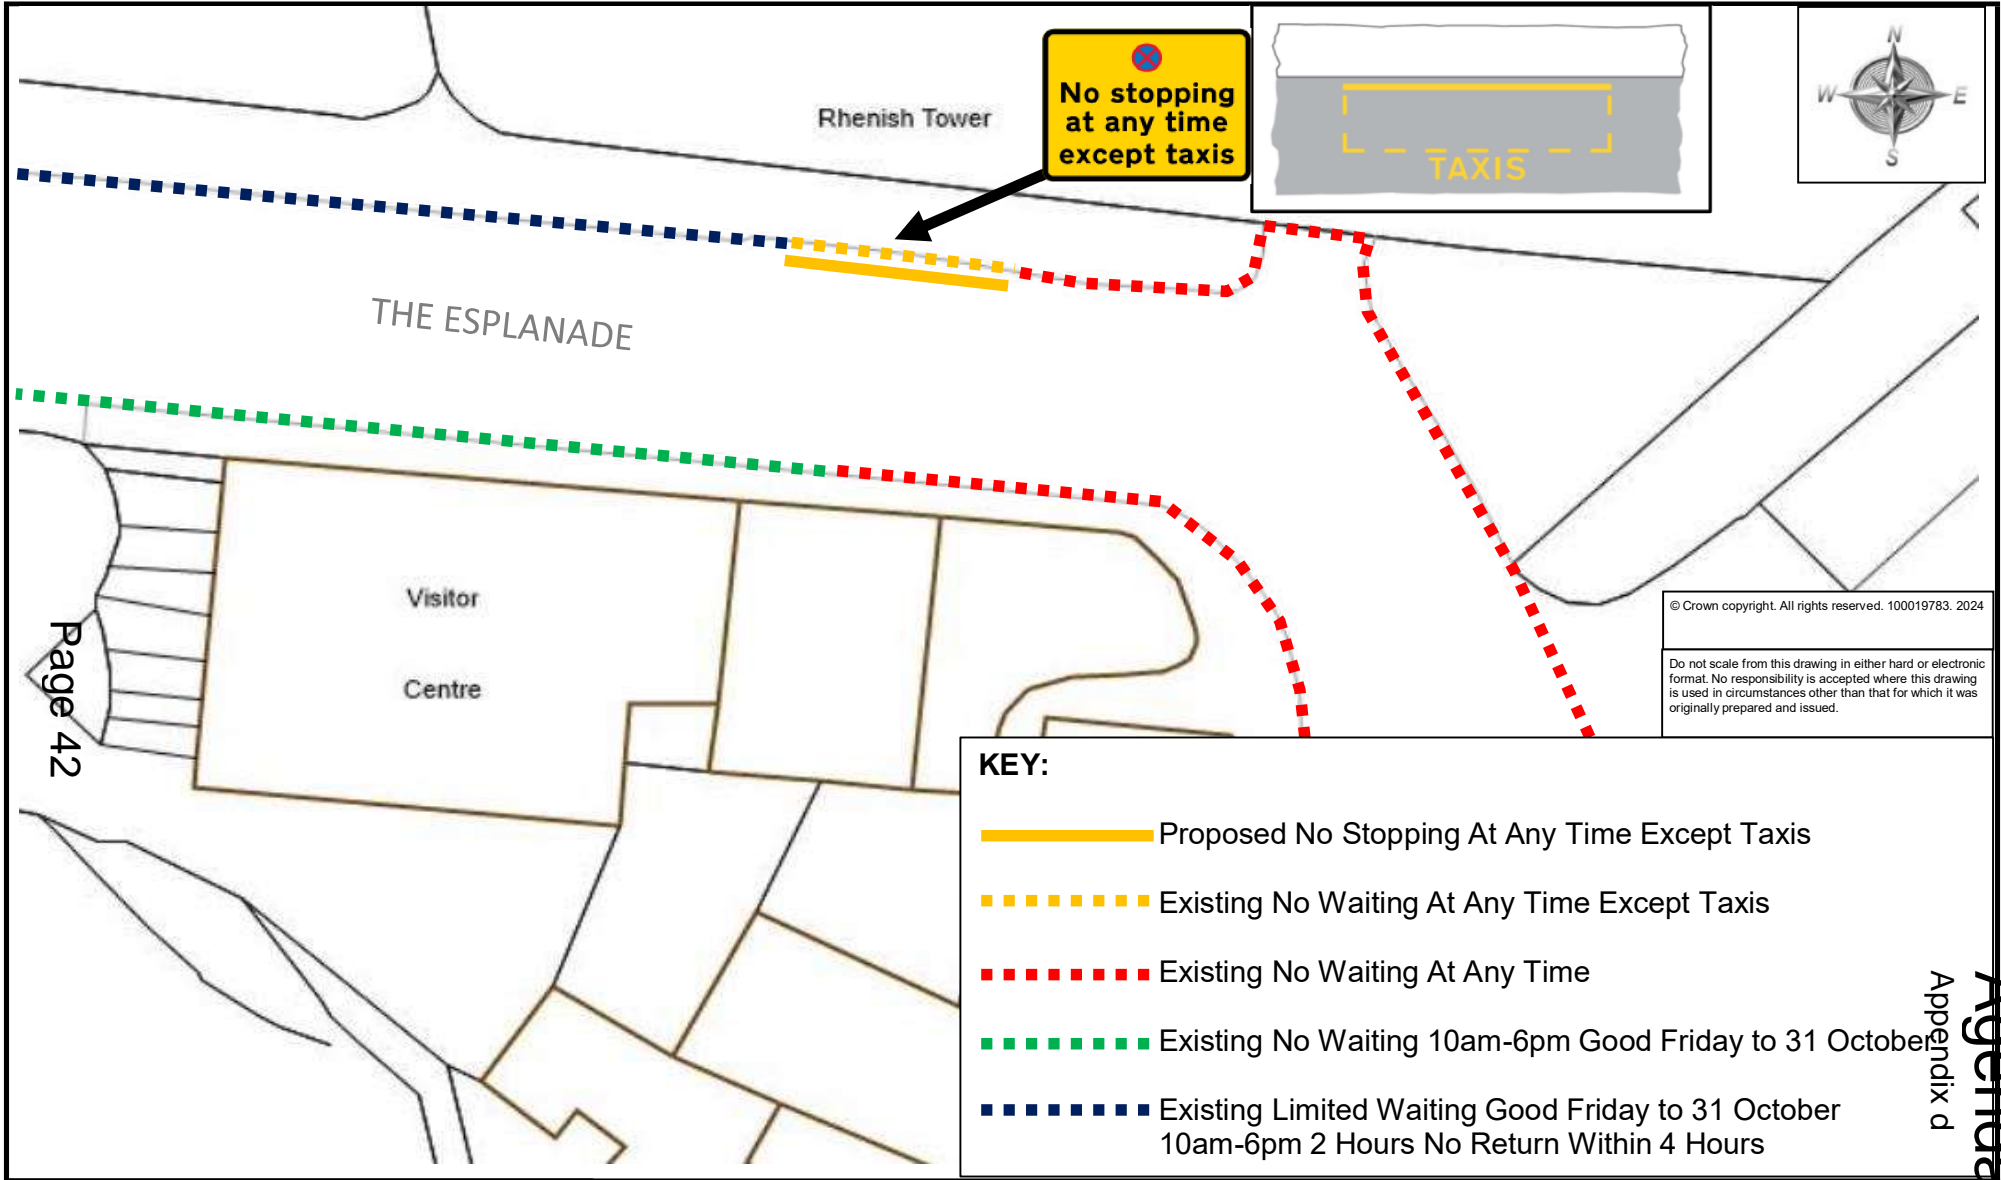 Rhenish Tower
No stopping
at any time
except taxis
TAXIS
N
W
E
S
THE ESPLANADE
Visitor
Centre
Page 42
© Crown copyright. All rights reserved. 100019783. 2024
Do not scale from this drawing in either hard or electronic
format. No responsibility is accepted where this drawing
is used in circumstances other than that for which it was
originally prepared and issued.
KEY:
Proposed No Stopping At Any Time Except Taxis
Existing No Waiting At Any Time Except Taxis
Existing No Waiting At Any Time
Existing No Waiting 10am-6pm Good Friday to 31 October
Existing Limited Waiting Good Friday to 31 October
10am-6pm 2 Hours No Return Within 4 Hours
Agenda
Appendix d